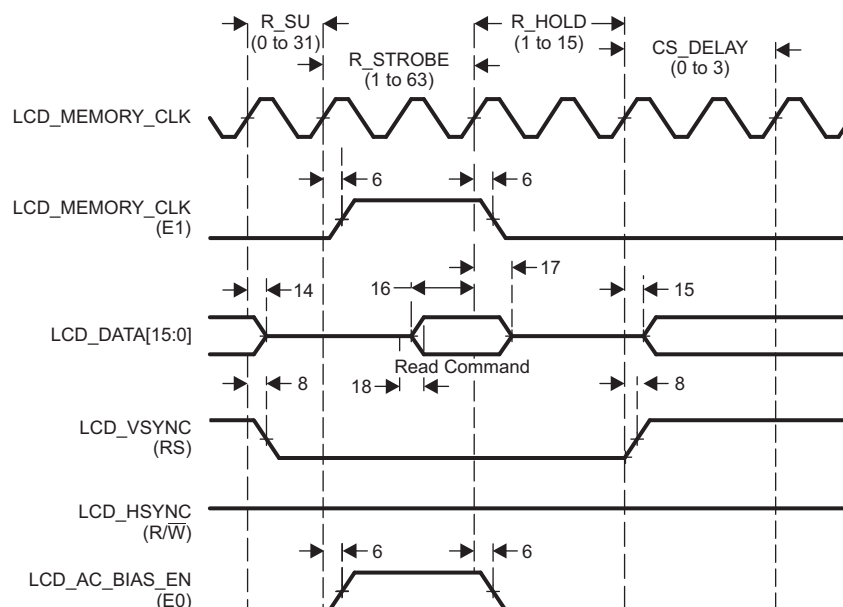 R_SU
(0 to 31)
R_HOLD
(1 to 15)
R_STROBE
(1 to 63)
CS_DELAY
(0 to 3)
LCD_MEMORY_CLK
6
6
LCD_MEMORY_CLK
(E1)
14
16
17
15
LCD_DATA[15:0]
Read Command
18
8
8
LCD_VSYNC
(RS)
LCD_HSYNC
(R/W̅)
6
6
LCD_AC_BIAS_EN
(E0)